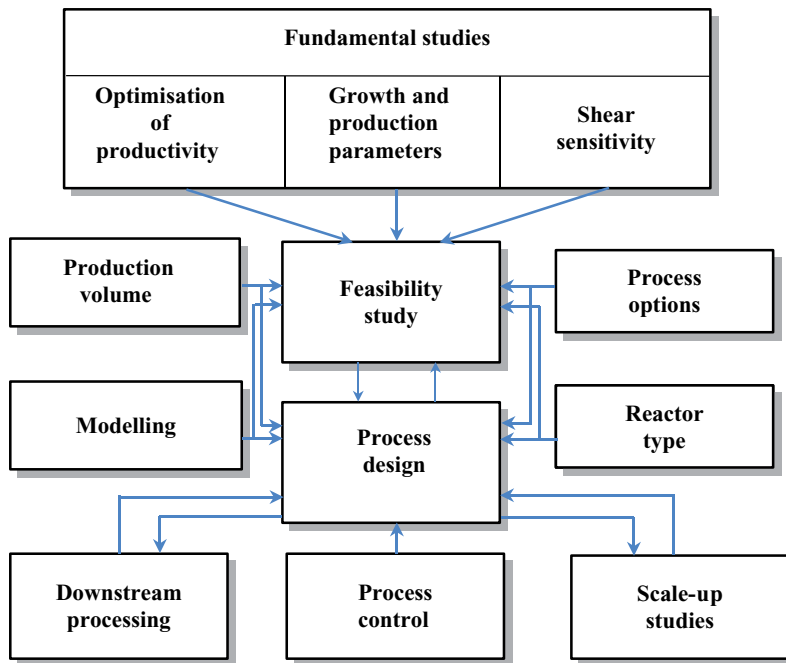 Fundamental studies
Optimisation
of
productivity
Growth and
production
parameters
Shear
sensitivity
Production
volume
Feasibility
study
Process
options
Modelling
Process
design
Reactor
type
Downstream
processing
Process
control
Scale-up
studies